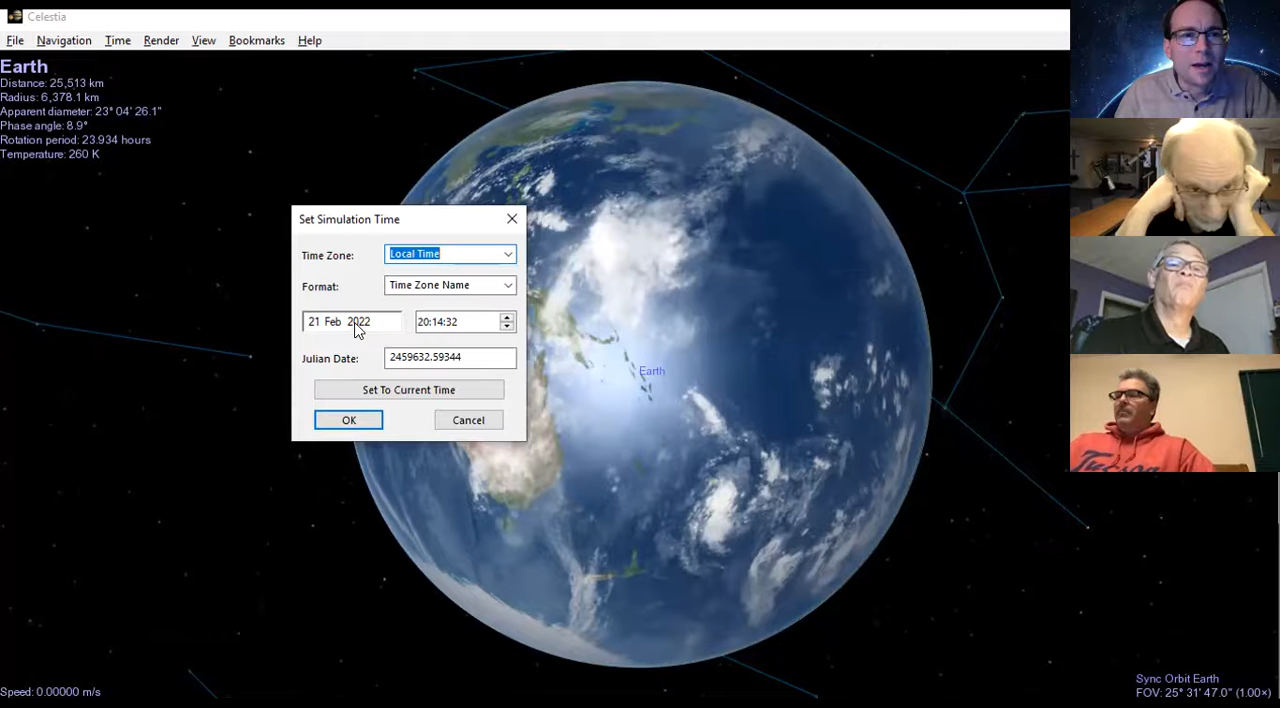 Celestia
File Navigation Time Render View Bookmarks Help
Earth
Distance: 25,513 km
Radius: 6,378.1 km
Apparent diameter: 23° 04' 26.1"
Phase angle: 8.9°
Rotation period: 23.934 hours
Temperature: 260 K
Set Simulation Time
Time Zone: Local Time
Format: Time Zone Name
21 Feb 2022 20:14:32
Julian Date: 2459632.59344
Set To Current Time
OK Cancel
Earth
Speed: 0.00000 m/s
Sync Orbit Earth
FOV: 25° 31' 47.0" (1.00×)